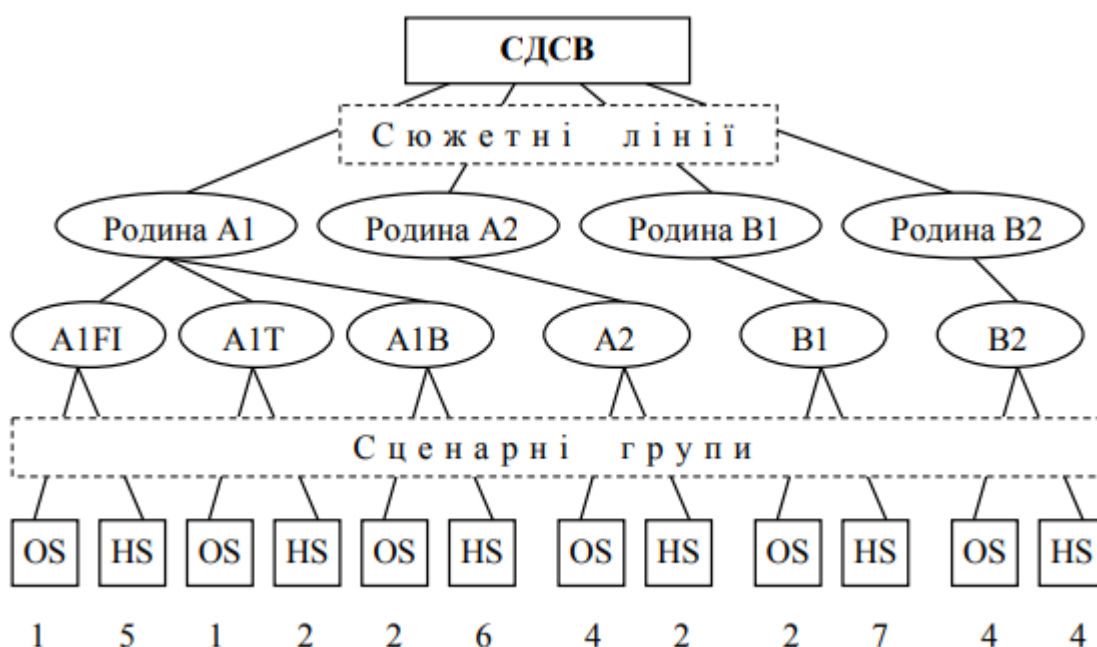 СДСВ
Сюжетні лінії
Родина А1 Родина А2 Родина В1 Родина В2
A1FI A1T A1B A2 B1 B2
Сценарні групи
OS HS OS HS OS HS OS HS OS HS OS HS
1 5 1 2 2 6 4 2 2 7 4 4